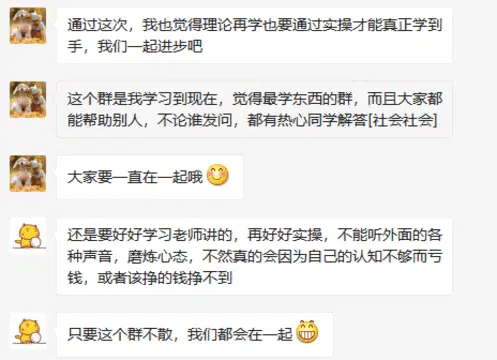 通过这次，我也觉得理论再学也要通过实操才能真正学到
手，我们一起进步吧
这个群是我学习到现在，觉得最学东西的群，而且大家都
能帮助别人，不论谁发问，都有热心同学解答[社会社会]
大家要一直在一起哦
还是要好好学习老师讲的，再好好实操，不能听外面的各
种声音，磨炼心态，不然真的会因为自己的认知不够而亏
钱，或者该挣的钱挣不到
只要这个群不散，我们都会在一起